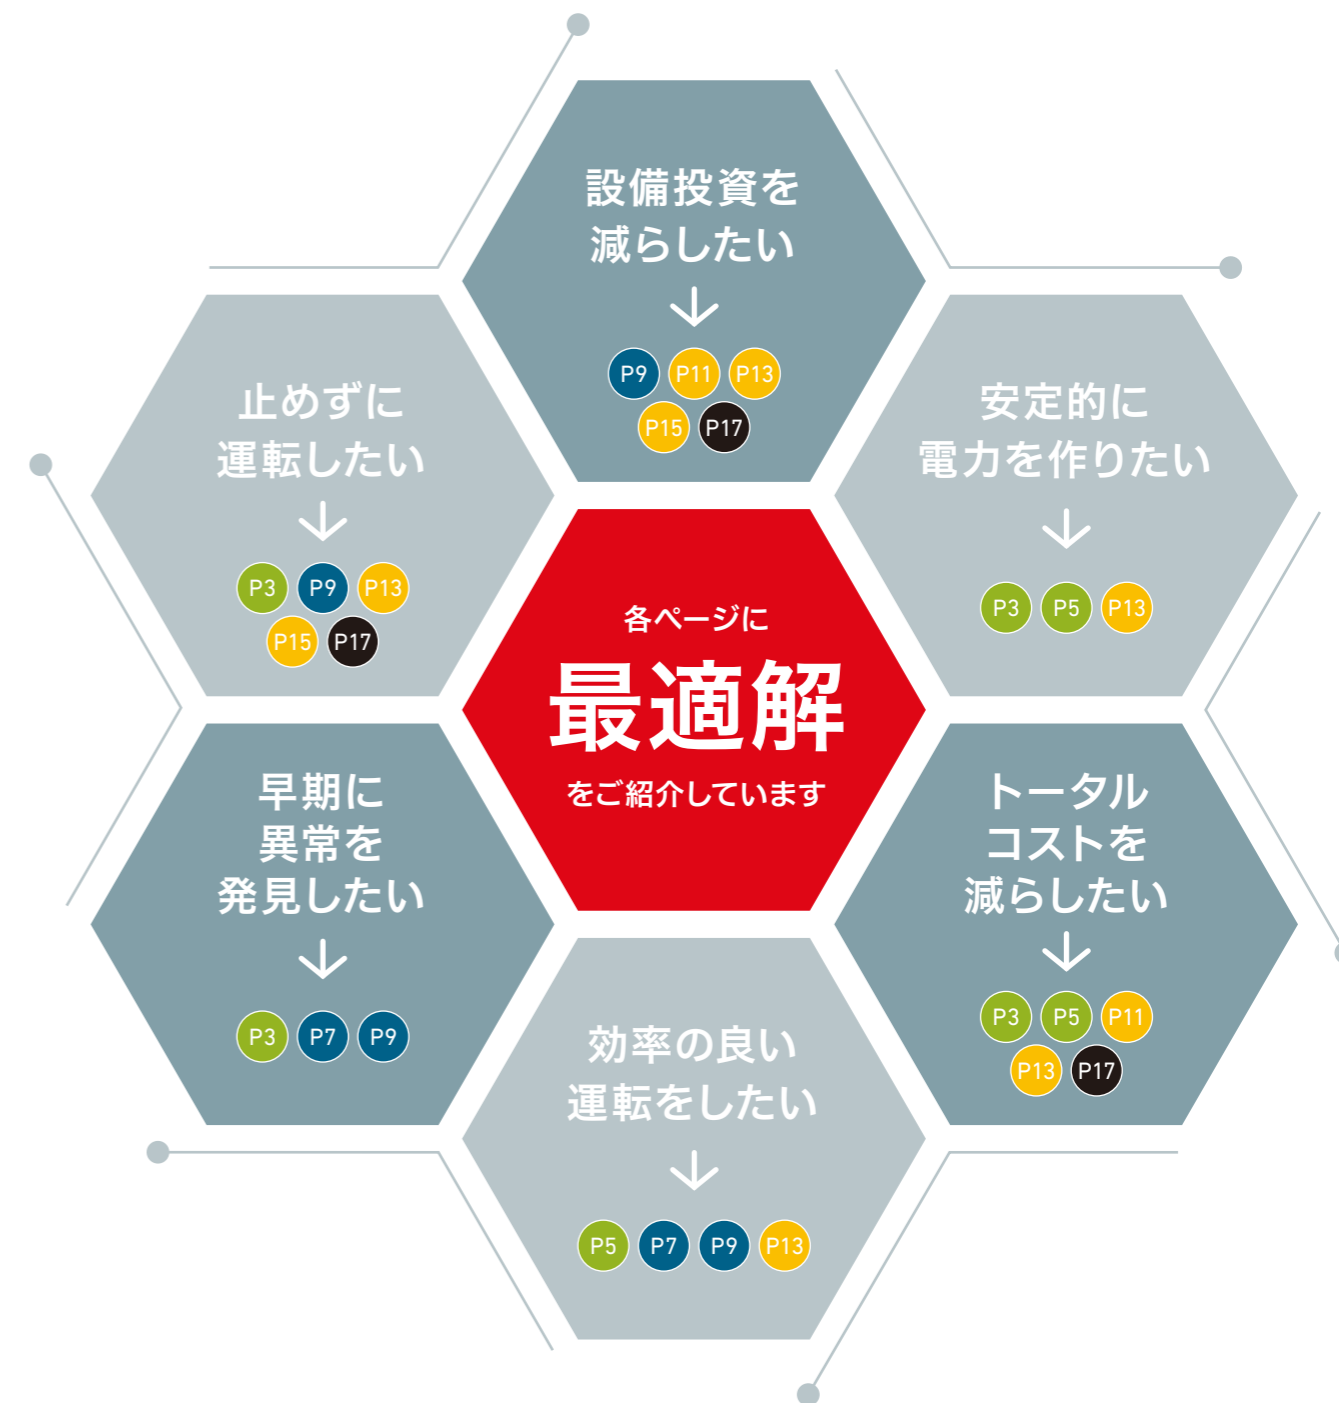 設備投資を
減らしたい
P9 P11 P13
P15 P17
止めずに
運転したい
P3 P9 P13
P15 P17
安定的に
電力を作りたい
P3 P5 P13
各ページに
最適解
をご紹介しています
早期に
異常を
発見したい
P3 P7 P9
トータル
コストを
減らしたい
P3 P5 P11
P13 P17
効率の良い
運転をしたい
P5 P7 P9 P13